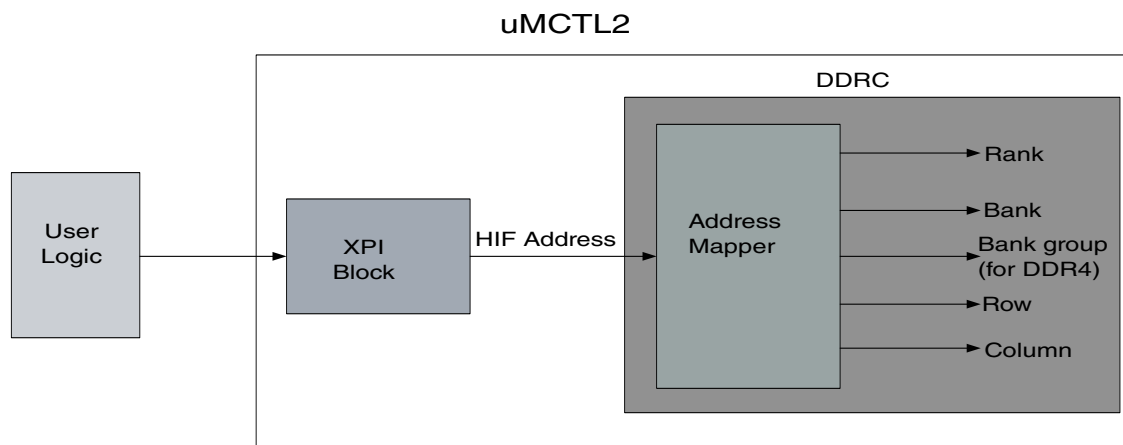 uMCTL2
DDRC
User
Logic
XPI
Block
HIF Address
Address
Mapper
Rank
Bank
Bank group
(for DDR4)
Row
Column